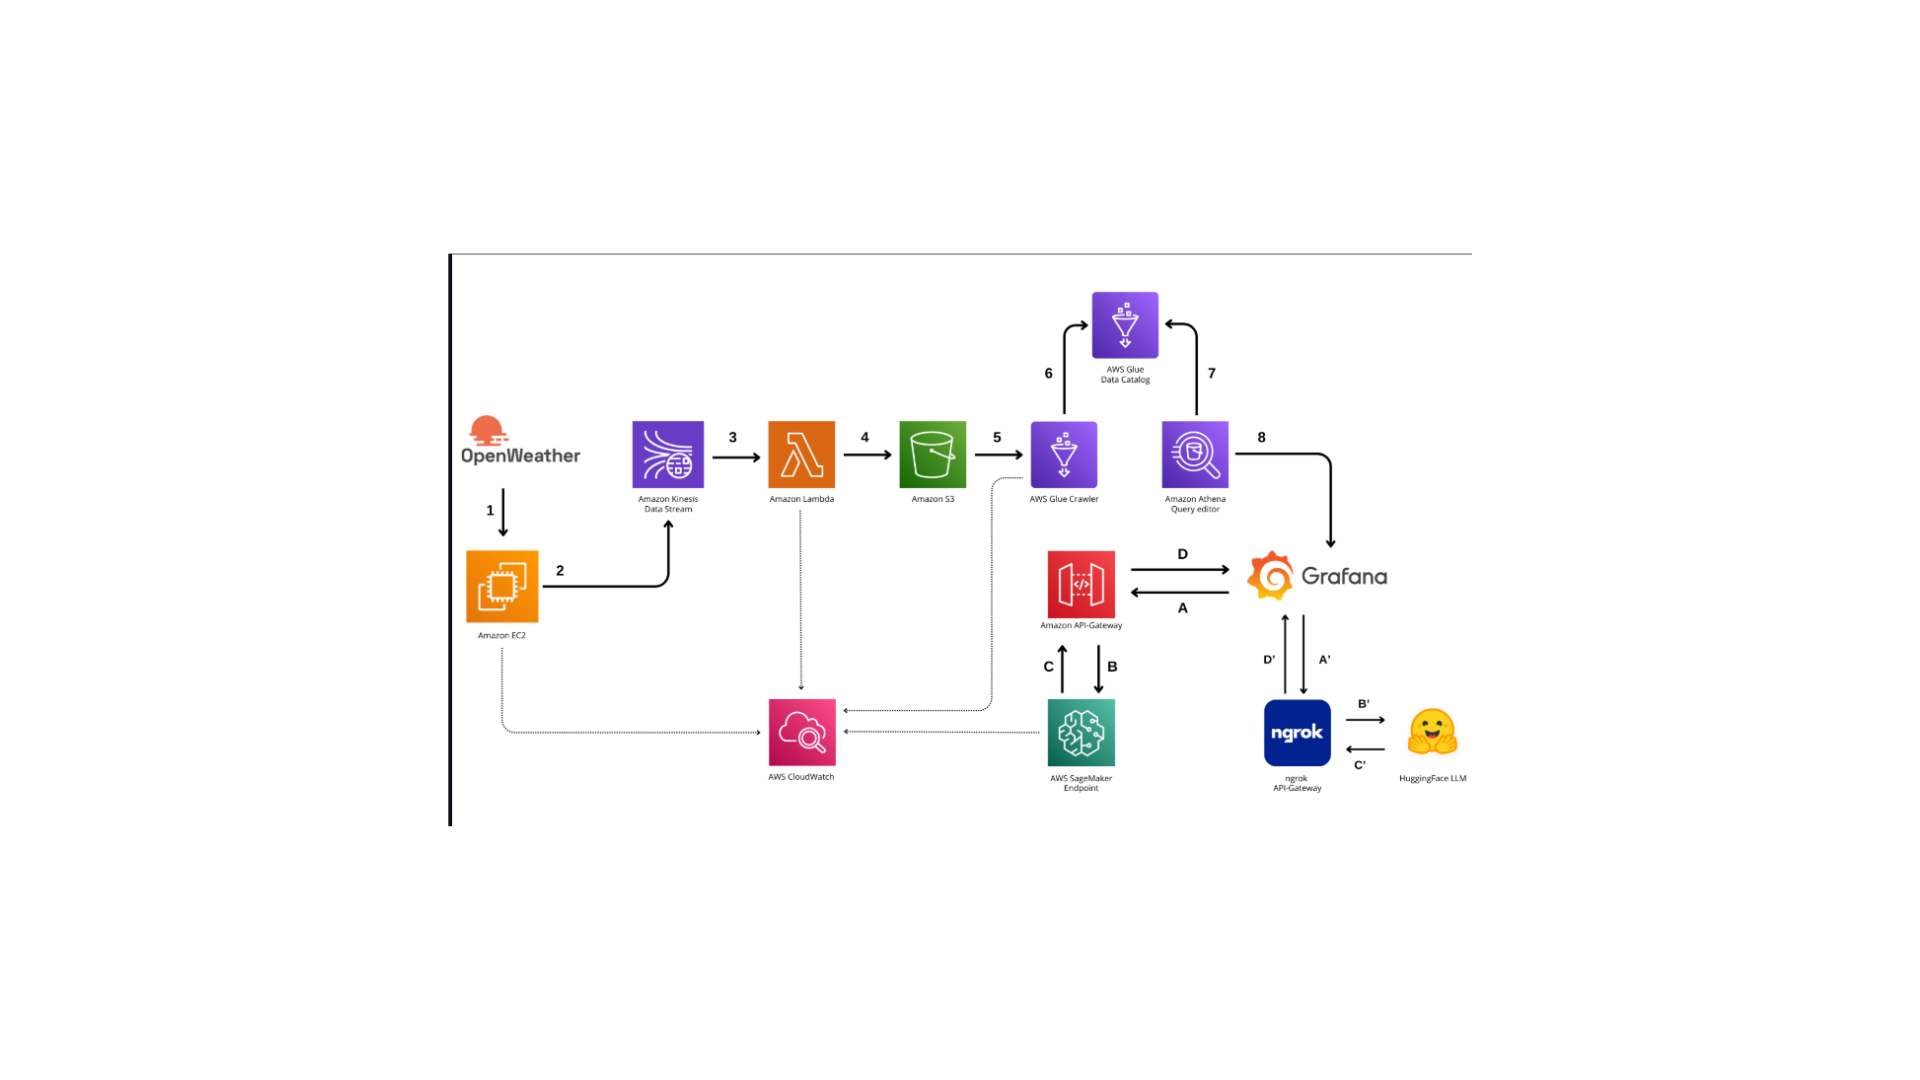 AWS Glue
Data Catalog
6
7
OpenWeather
3
4
5
8
Amazon Kinesis
Data Stream
Amazon Lambda
Amazon S3
AWS Glue Crawler
Amazon Athena
Query editor
1
2
D
Grafana
A
Amazon API-Gateway
Amazon EC2
C
B
D'
A'
B'
ngrok
C'
AWS CloudWatch
AWS SageMaker
Endpoint
ngrok
API-Gateway
HuggingFace LLM